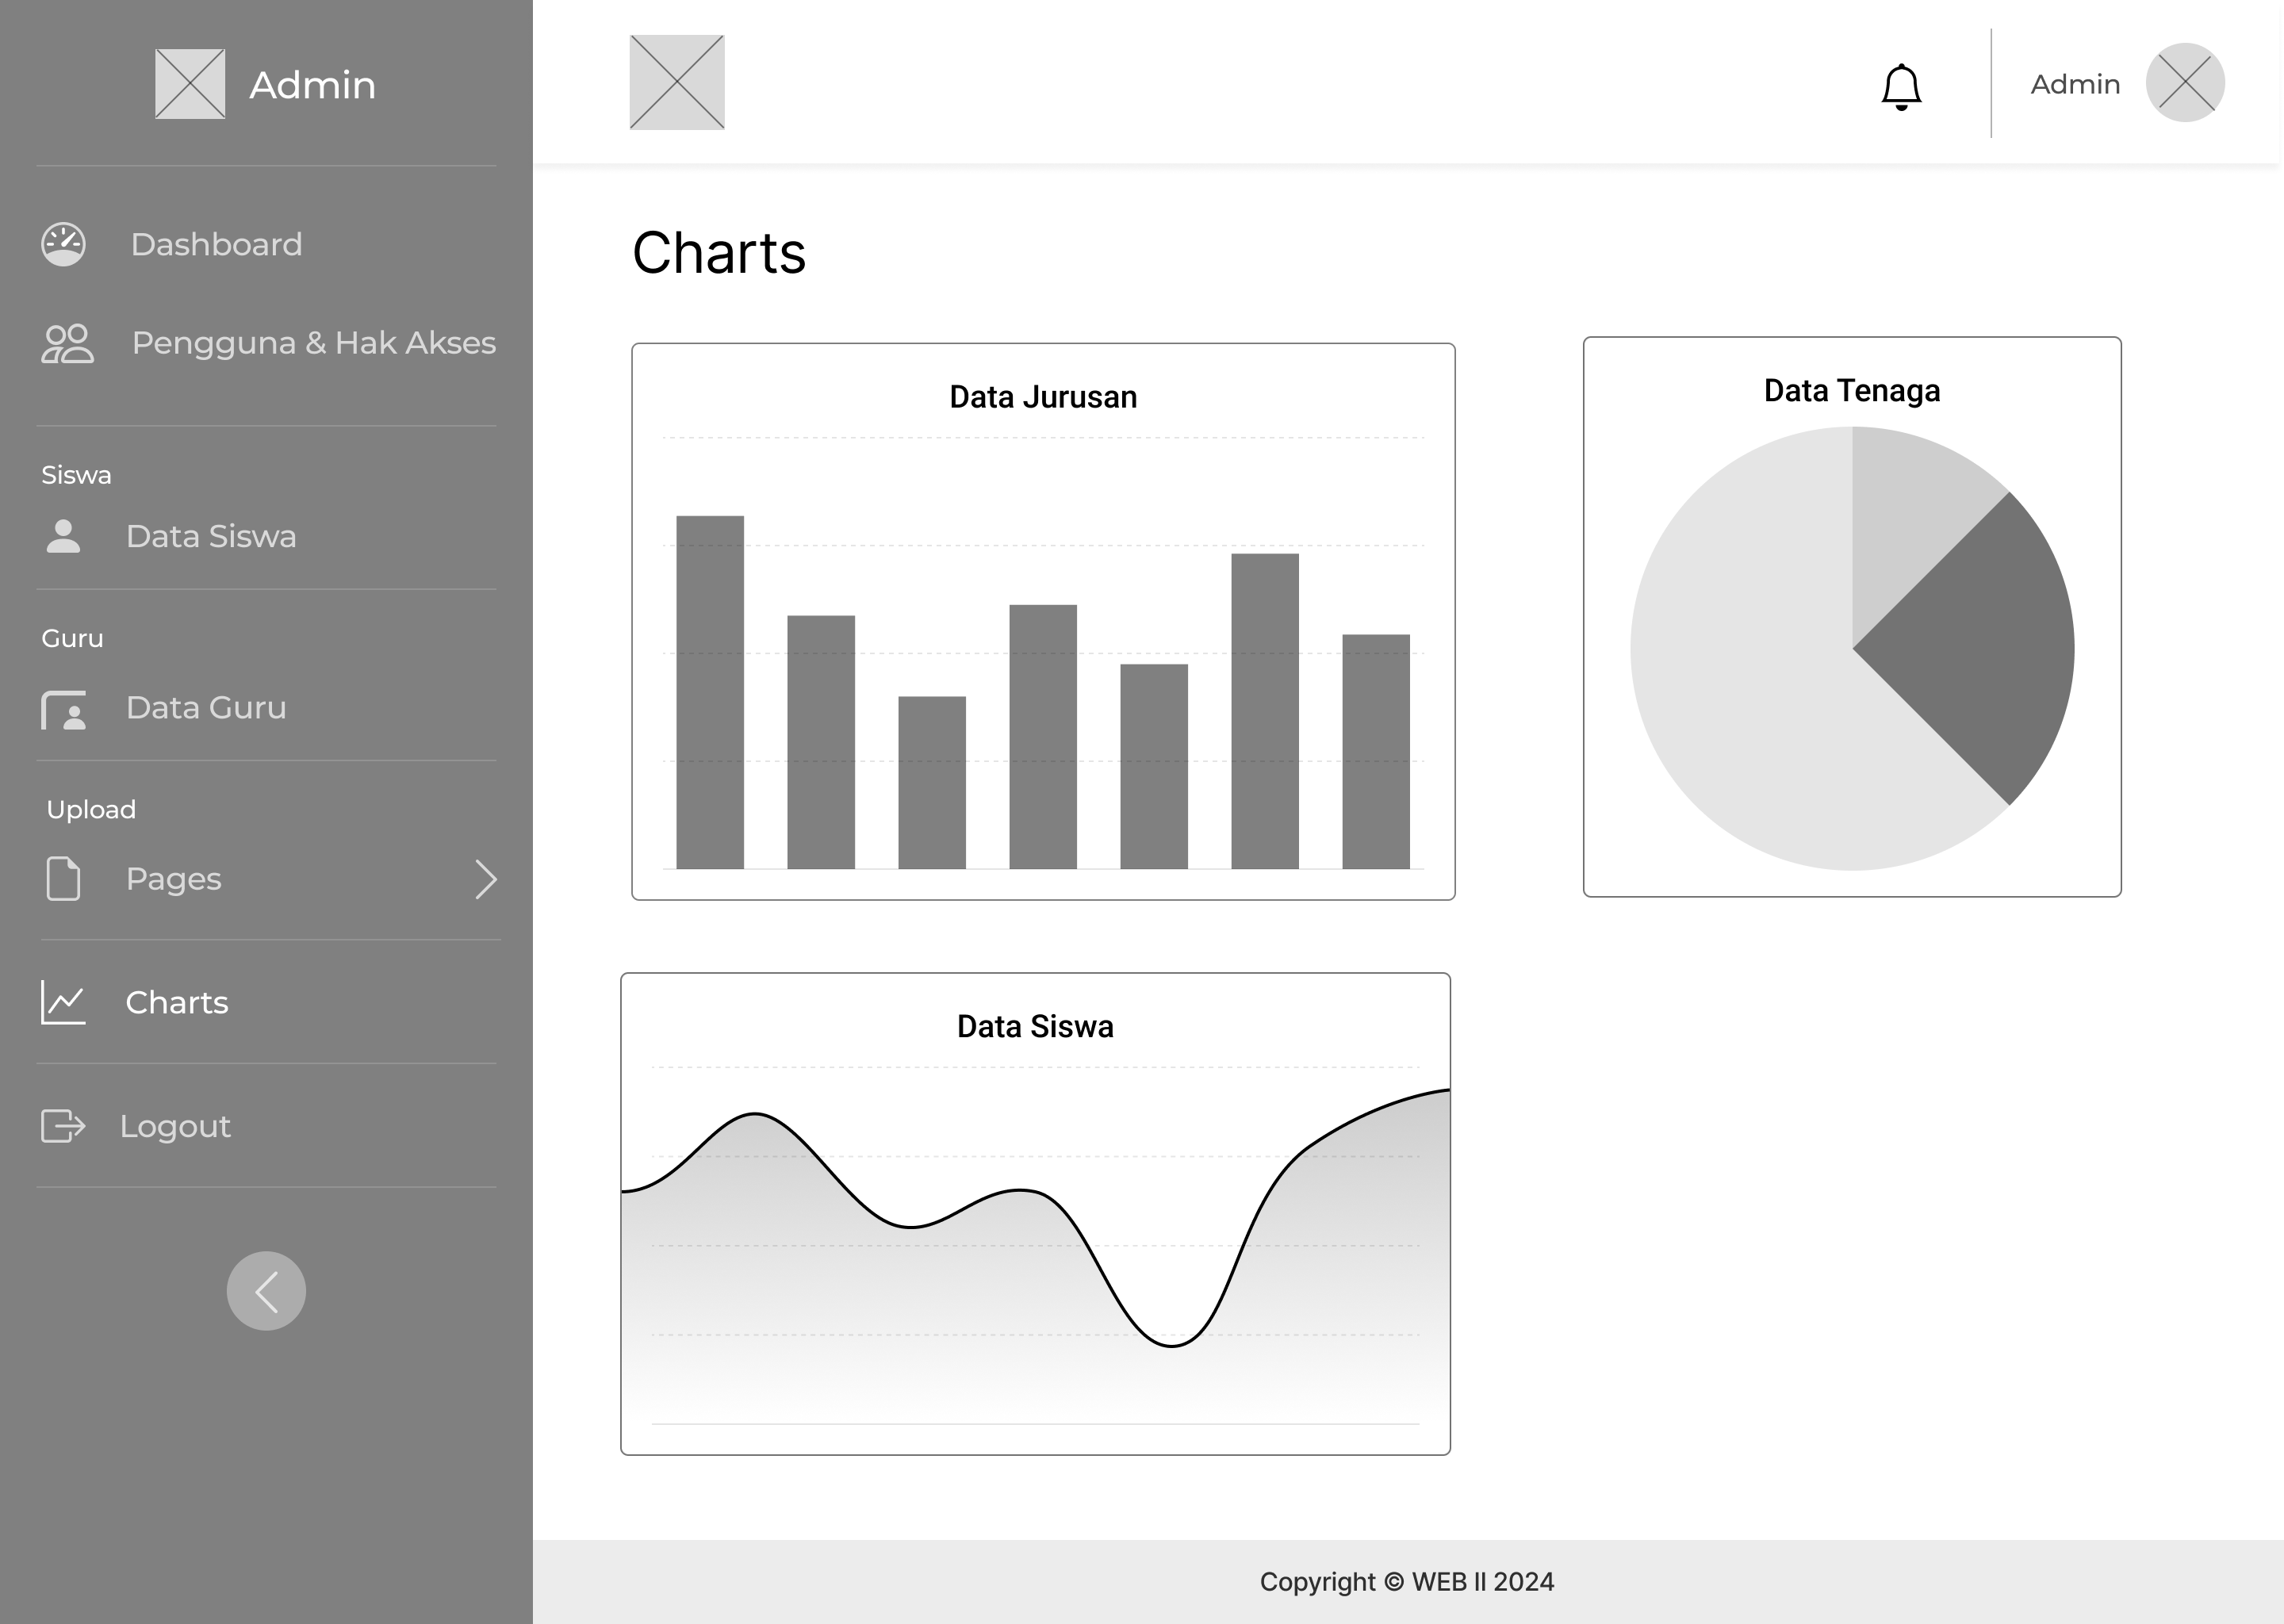 Admin
Dashboard
Pengguna & Hak Akses
Siswa
Data Siswa
Guru
Data Guru
Upload
Pages
Charts
Logout
Admin
Charts
Data Jurusan
Data Tenaga
Data Siswa
Copyright © WEB II 2024